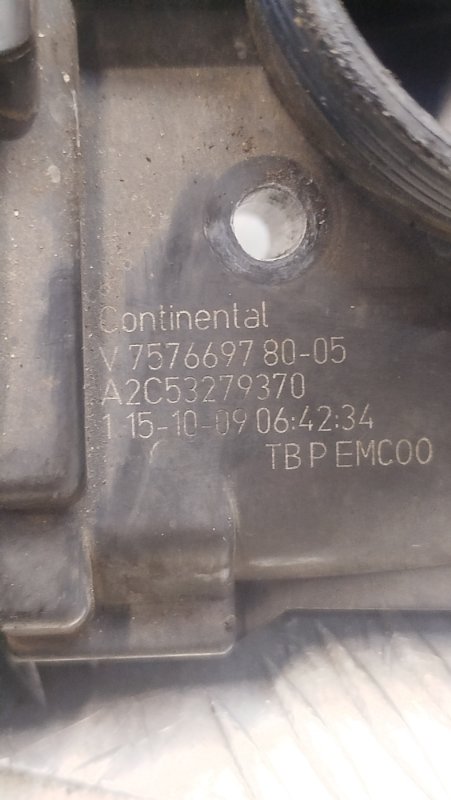 Continental
V 7576697 80-05
A2C53279370
1 15-10-09 06:42:34
TB P EMC00